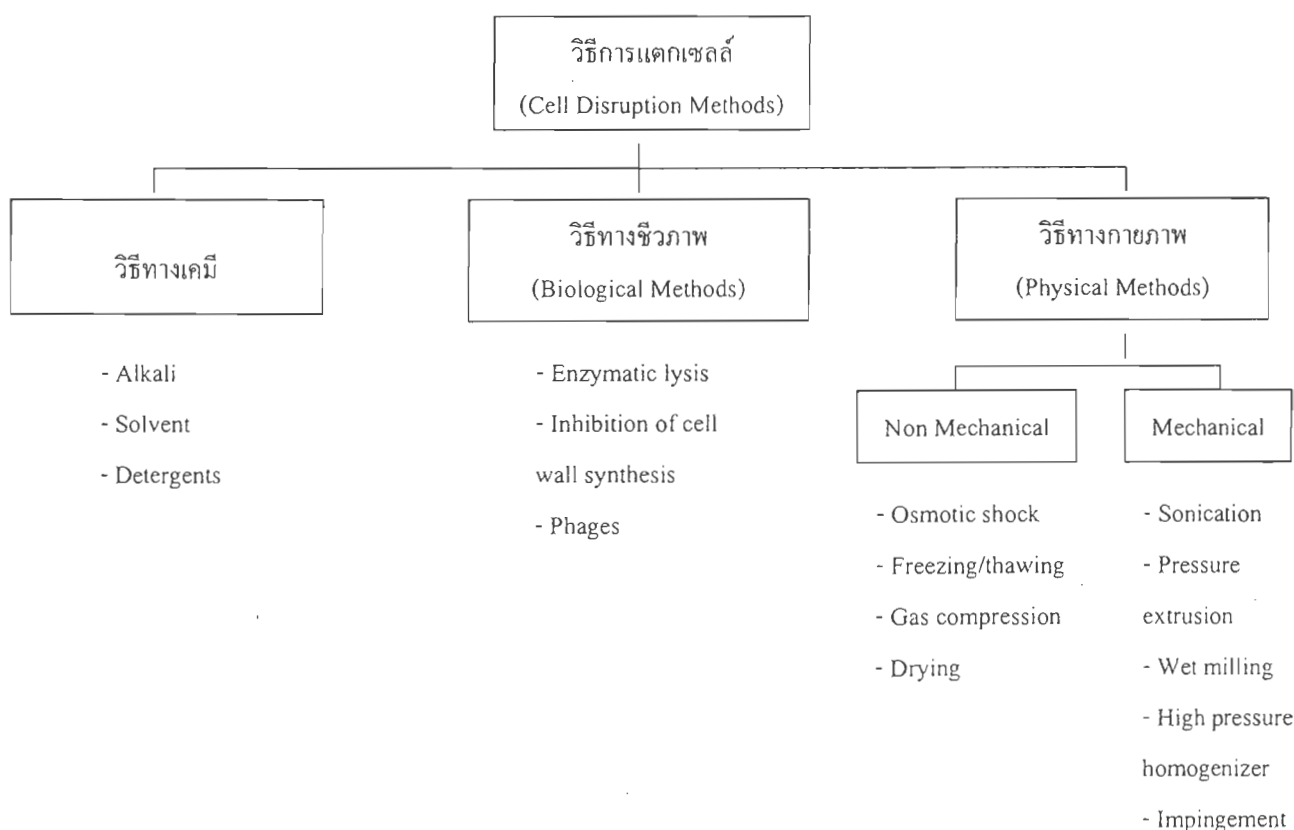 วิธีการแตกเซลล์
(Cell Disruption Methods)
วิธีทางเคมี
วิธีทางชีวภาพ
(Biological Methods)
วิธีทางกายภาพ
(Physical Methods)
- Alkali
- Solvent
- Detergents
- Enzymatic lysis
- Inhibition of cell
wall synthesis
- Phages
Non Mechanical
Mechanical
- Osmotic shock
- Freezing/thawing
- Gas compression
- Drying
- Sonication
- Pressure
extrusion
- Wet milling
- High pressure
homogenizer
- Impingement